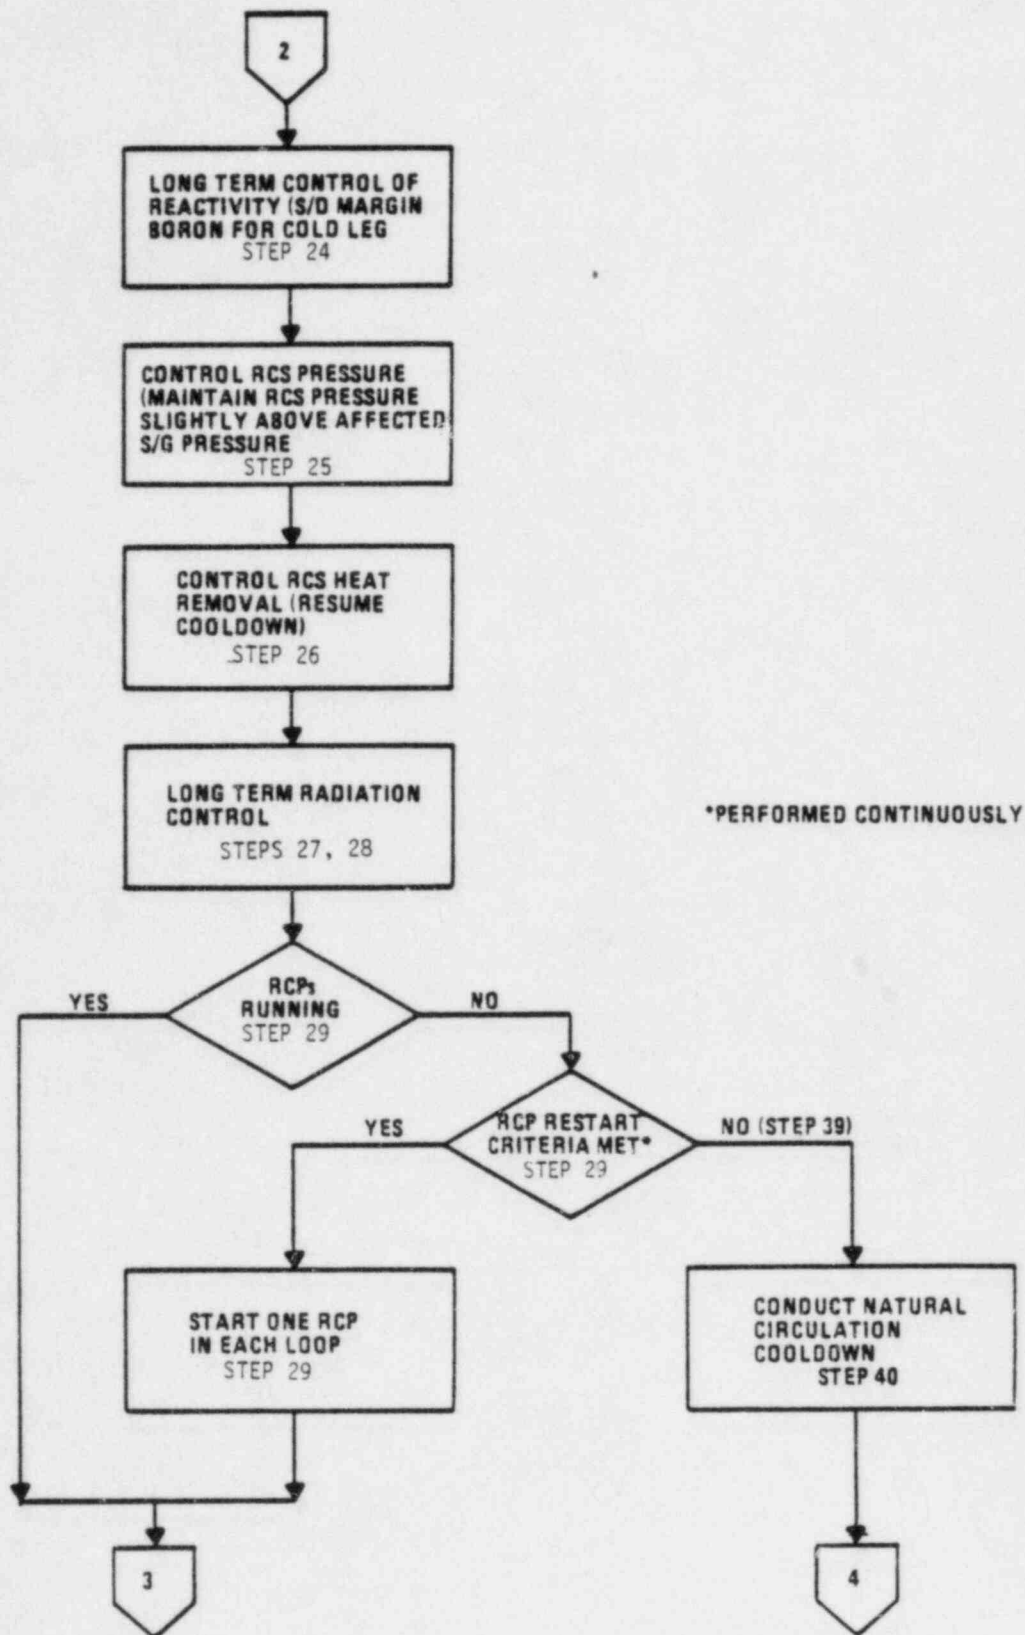 2
LONG TERM CONTROL OF
REACTIVITY (S/D MARGIN
BORON FOR COLD LEG
STEP 24
CONTROL RCS PRESSURE
(MAINTAIN RCS PRESSURE
SLIGHTLY ABOVE AFFECTED
S/G PRESSURE
STEP 25
CONTROL RCS HEAT
REMOVAL (RESUME
COOLDOWN)
STEP 26
LONG TERM RADIATION
CONTROL
STEPS 27, 28
*PERFORMED CONTINUOUSLY
YES
RCPs
RUNNING
STEP 29
NO
YES
RCP RESTART
CRITERIA MET*
STEP 29
NO (STEP 39)
START ONE RCP
IN EACH LOOP
STEP 29
CONDUCT NATURAL
CIRCULATION
COOLDOWN
STEP 40
3
4